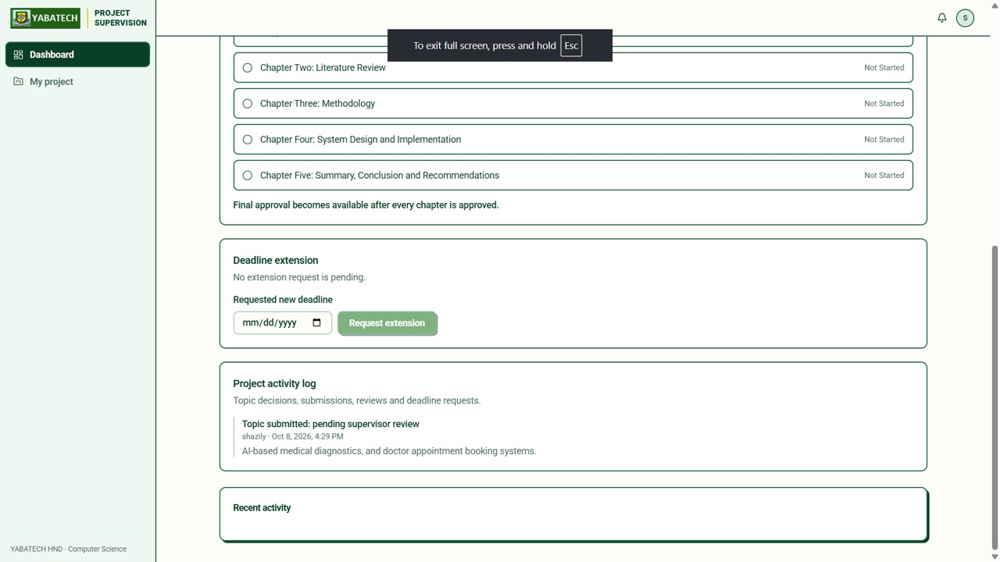 YABATECH
PROJECT
SUPERVISION
S
To exit full screen, press and hold Esc
Dashboard
My project
Chapter Two: Literature Review
Not Started
Chapter Three: Methodology
Not Started
Chapter Four: System Design and Implementation
Not Started
Chapter Five: Summary, Conclusion and Recommendations
Not Started
Final approval becomes available after every chapter is approved.
Deadline extension
No extension request is pending.
Requested new deadline
mm/dd/yyyy
Request extension
Project activity log
Topic decisions, submissions, reviews and deadline requests.
Topic submitted: pending supervisor review
shazily · Oct 8, 2026, 4:29 PM
AI-based medical diagnostics, and doctor appointment booking systems.
Recent activity
YABATECH HND · Computer Science